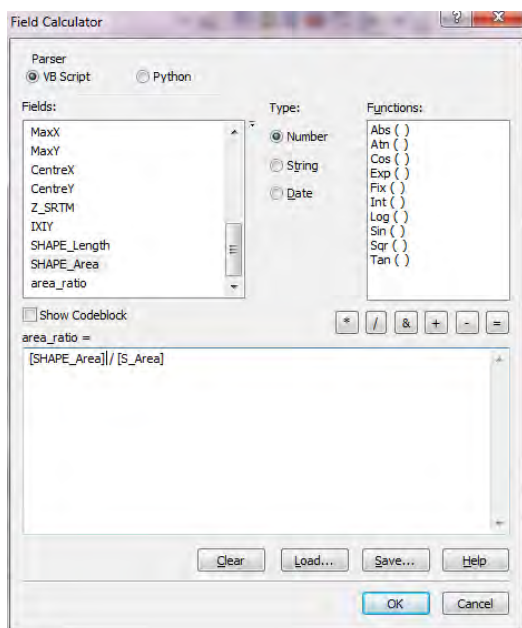 Field Calculator
Parser
VB Script Python
Fields: Type: Functions:
MaxX
MaxY
CentreX
CentreY
Z_SRTM
IXIY
SHAPE_Length
SHAPE_Area
area_ratio
Number
String
Date
Abs ( )
Atn ( )
Cos ( )
Exp ( )
Fix ( )
Int ( )
Log ( )
Sin ( )
Sqr ( )
Tan ( )
Show Codeblock
* / & + - =
area_ratio =
[SHAPE_Area] / [S_Area]
Clear Load... Save... Help
OK Cancel